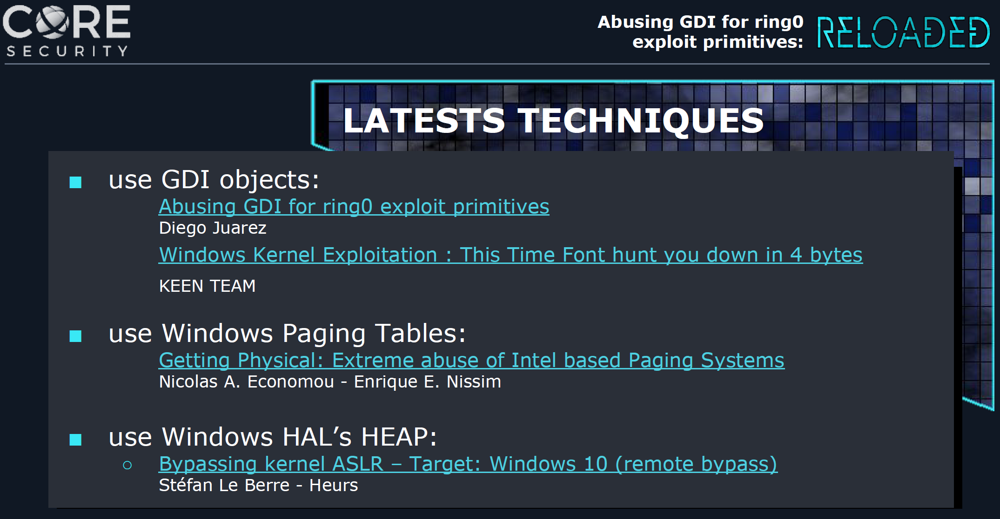 CORE
SECURITY
Abusing GDI for ring0
exploit primitives:
RELOADED
LATESTS TECHNIQUES
■ use GDI objects:
Abusing GDI for ring0 exploit primitives
Diego Juarez
Windows Kernel Exploitation : This Time Font hunt you down in 4 bytes
KEEN TEAM
■ use Windows Paging Tables:
Getting Physical: Extreme abuse of Intel based Paging Systems
Nicolas A. Economou - Enrique E. Nissim
■ use Windows HAL’s HEAP:
○ Bypassing kernel ASLR – Target: Windows 10 (remote bypass)
Stéfan Le Berre - Heurs